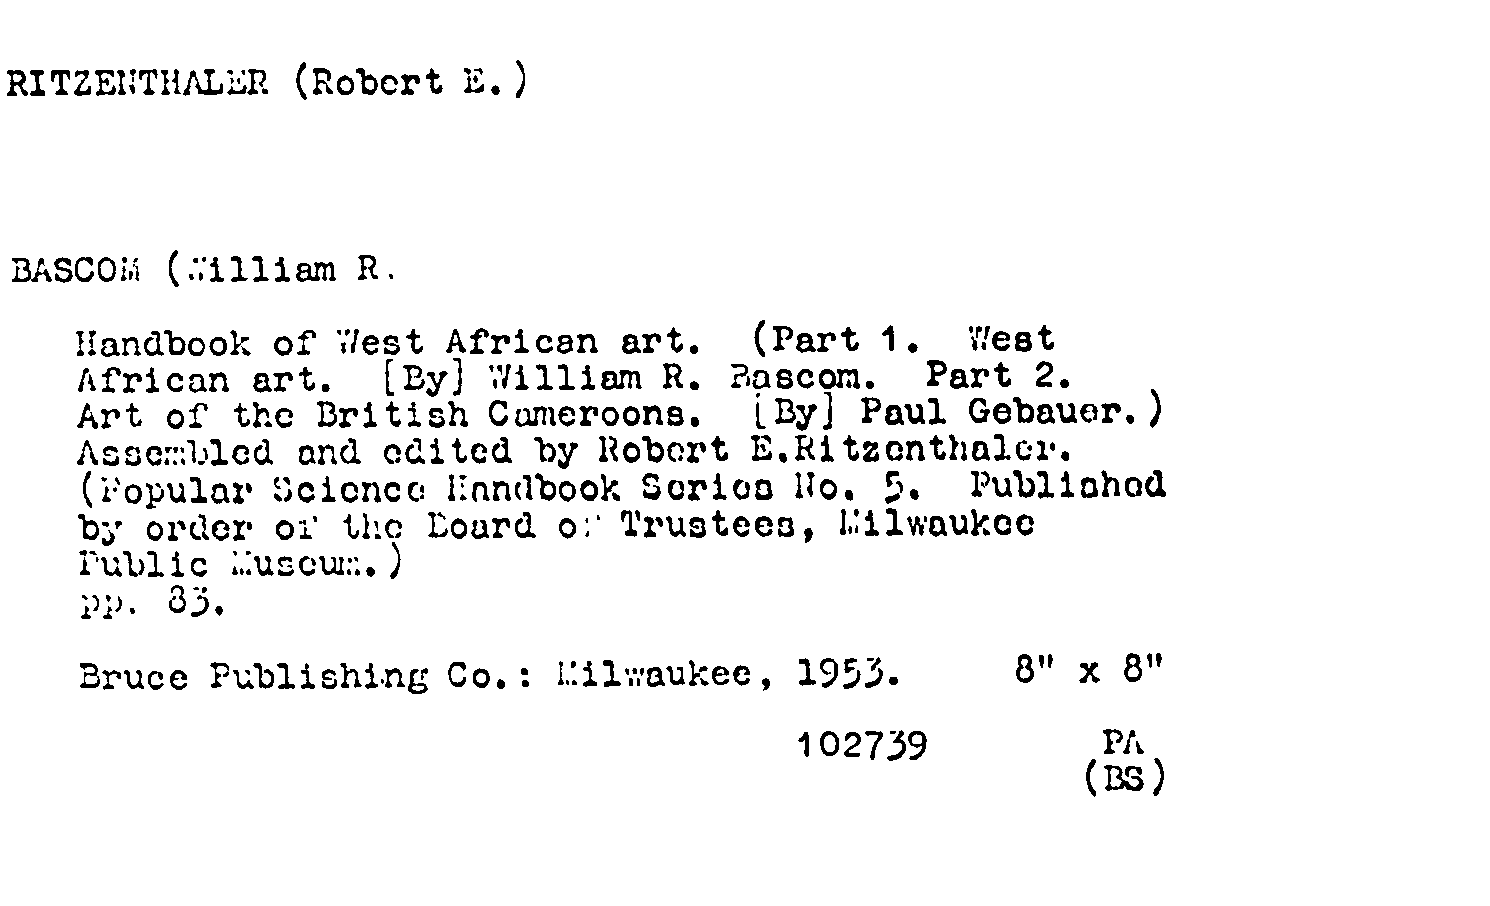 RITZENTHALER (Robert E.)
BASCOM (William R.
Handbook of West African art. (Part 1. West
African art. [By] William R. Bascom. Part 2.
Art of the British Cameroons. [By] Paul Gebauer.)
Assembled and edited by Robert E.Ritzenthaler.
(Popular Science Handbook Series No. 5. Published
by order of the Board of Trustees, Milwaukee
Public Museum.)
pp. 83.
Bruce Publishing Co.: Milwaukee, 1953. 8" x 8"
102739 PA
(BS)